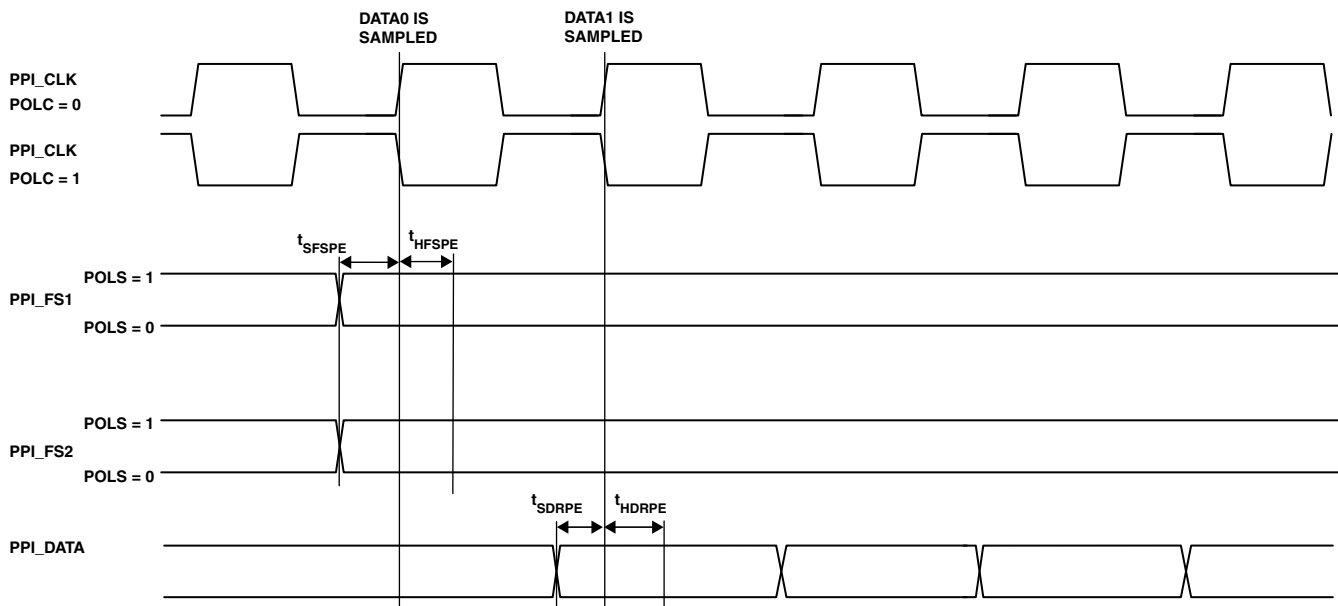 DATA0 IS
SAMPLED
DATA1 IS
SAMPLED
PPI_CLK
POLC = 0
PPI_CLK
POLC = 1
tSFSPE
tHFSPE
POLS = 1
PPI_FS1
POLS = 0
POLS = 1
PPI_FS2
POLS = 0
tSDRPE
tHDRPE
PPI_DATA